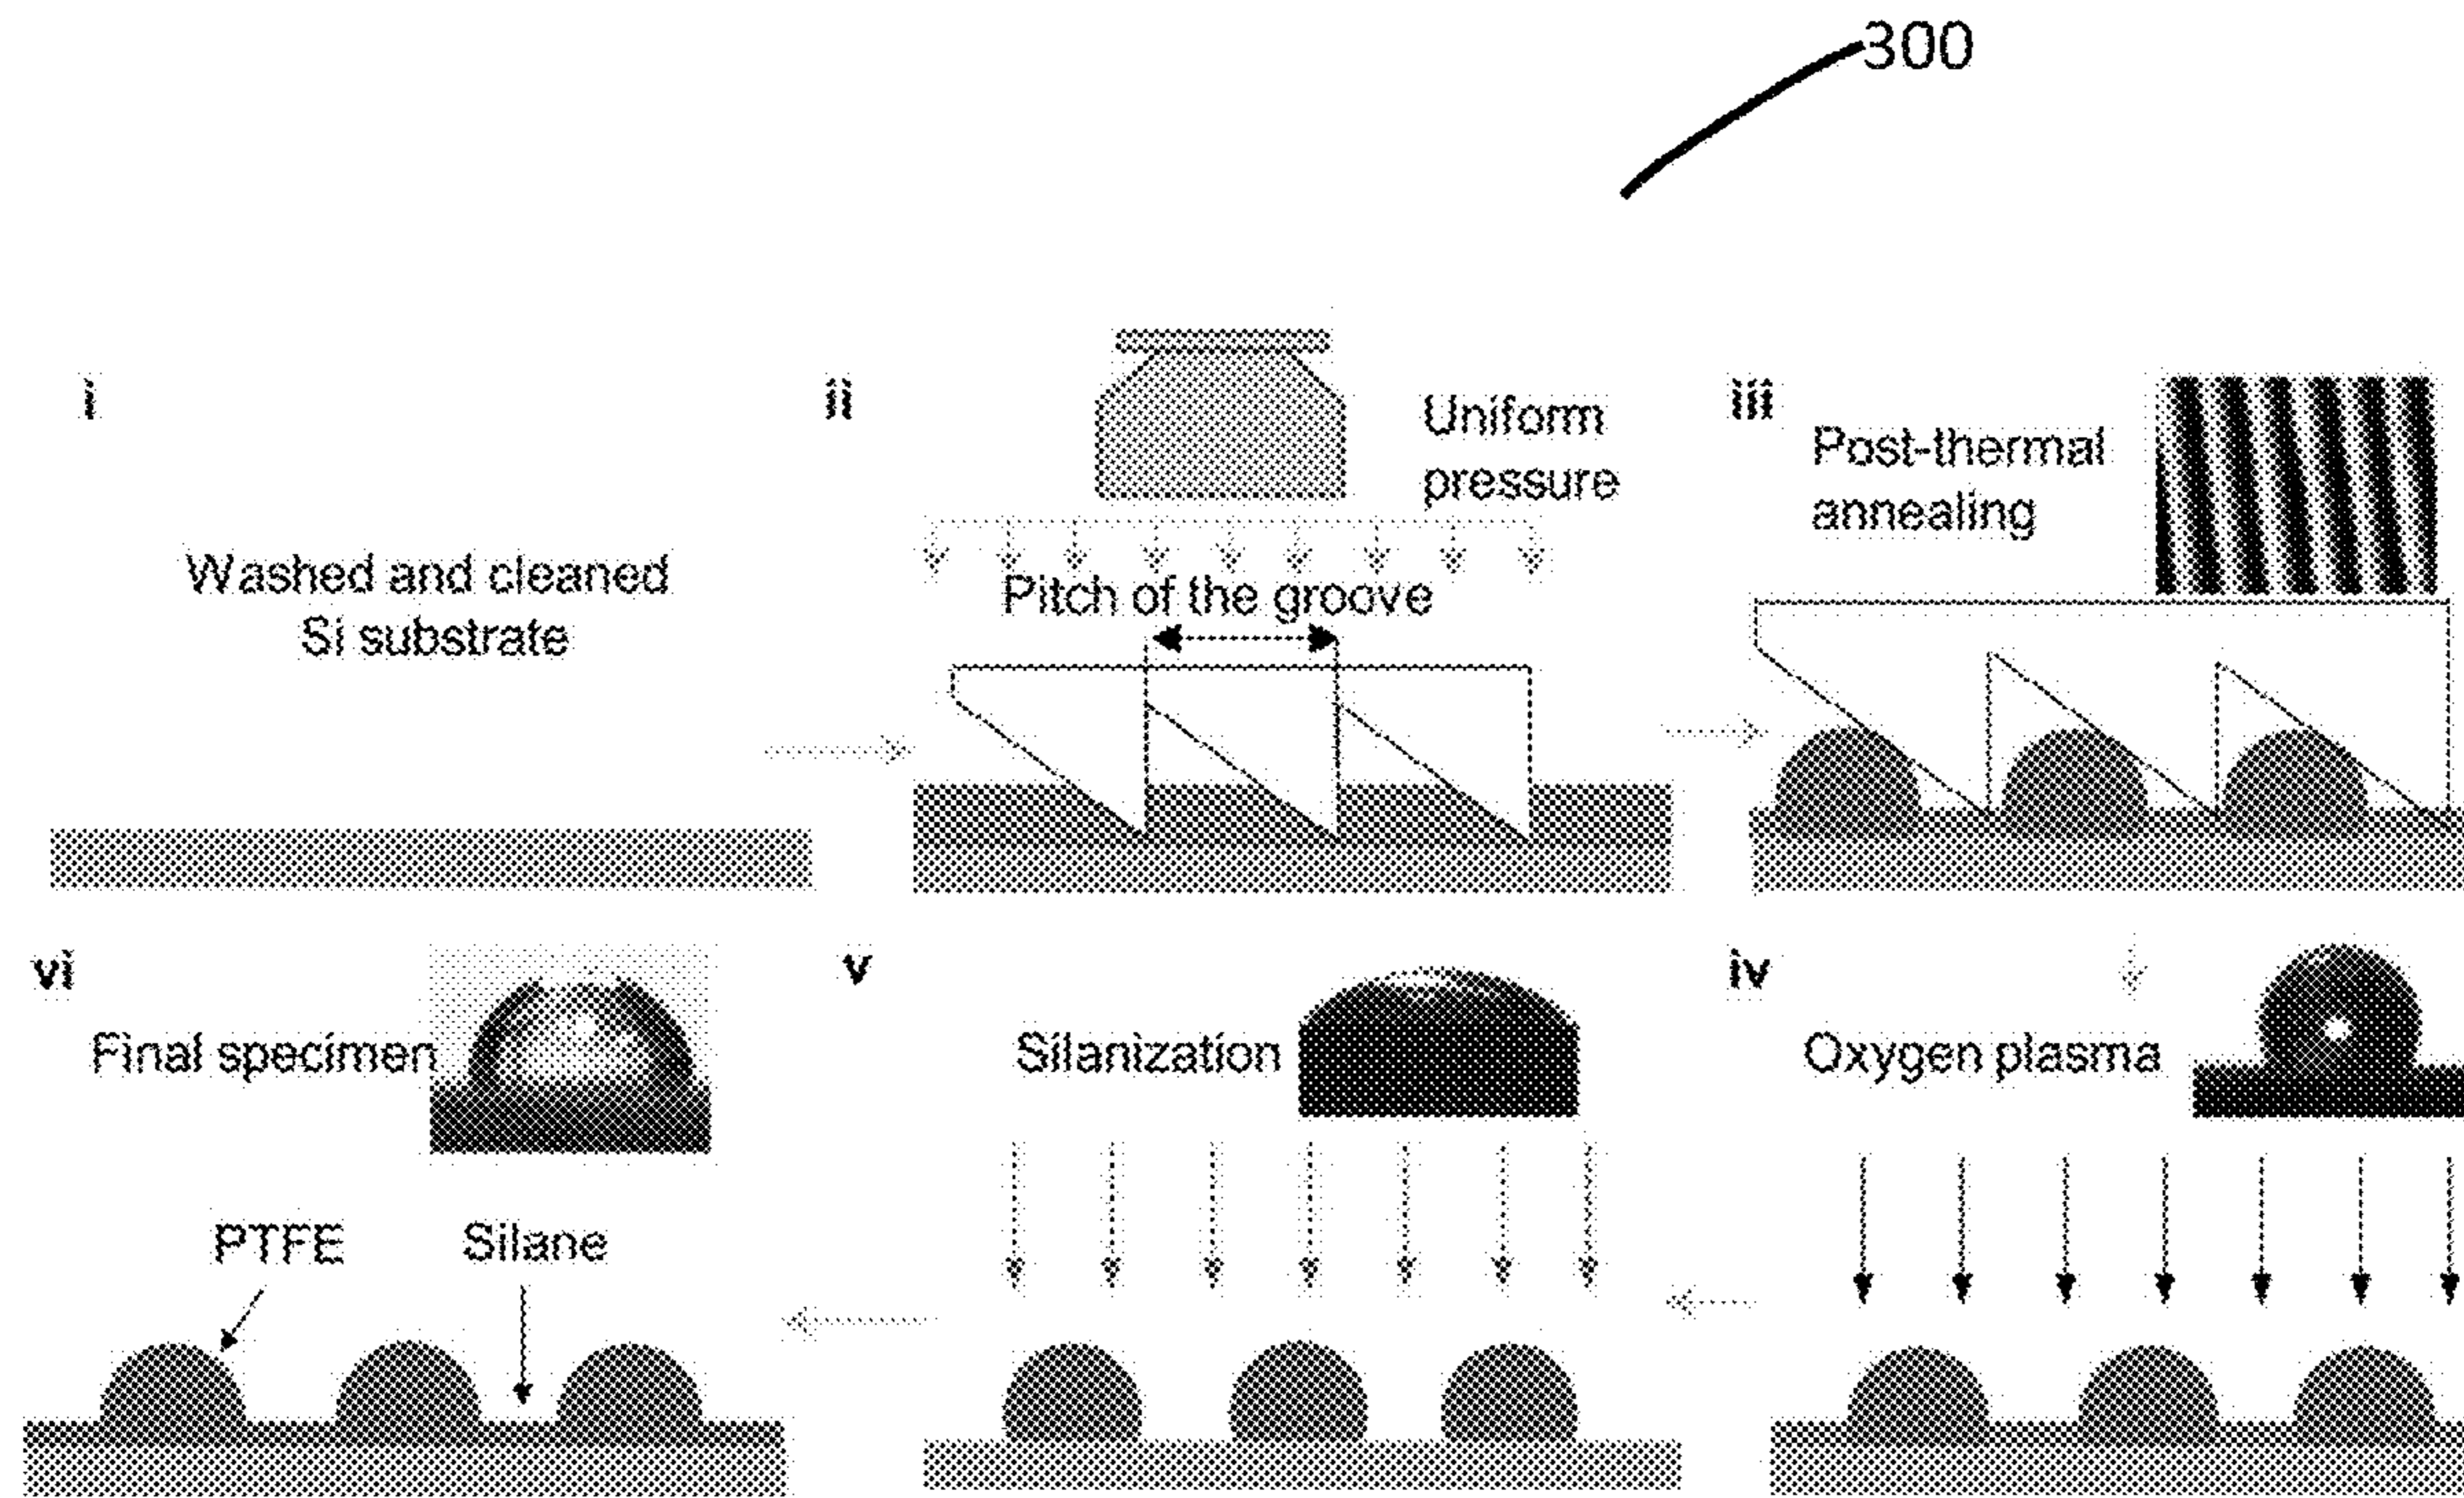 300
i
Washed and cleaned
Si substrate
ii
Uniform
pressure
Pitch of the groove
iii
Post-thermal
annealing
vi
Final specimen
PTFE
Silane
v
Silanization
iv
Oxygen plasma